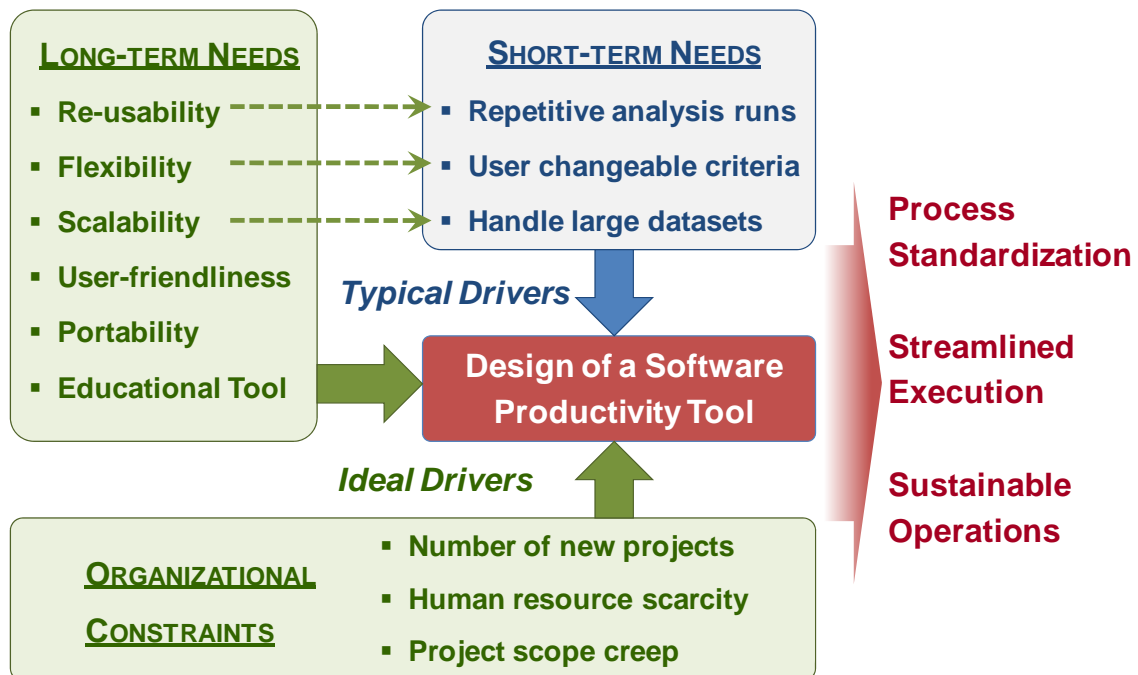 LONG-TERM NEEDS
▪ Re-usability
▪ Flexibility
▪ Scalability
▪ User-friendliness
▪ Portability
▪ Educational Tool
SHORT-TERM NEEDS
▪ Repetitive analysis runs
▪ User changeable criteria
▪ Handle large datasets
Typical Drivers
Design of a Software
Productivity Tool
Ideal Drivers
ORGANIZATIONAL
CONSTRAINTS
▪ Number of new projects
▪ Human resource scarcity
▪ Project scope creep
Process
Standardization
Streamlined
Execution
Sustainable
Operations